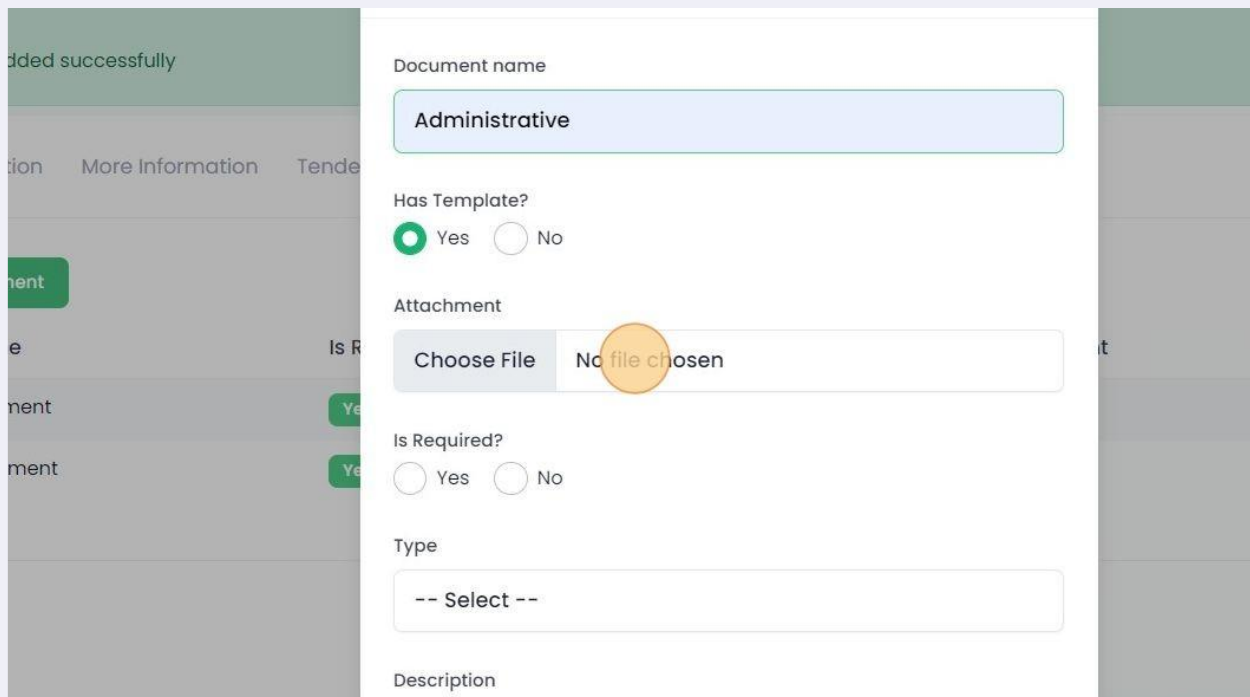 dded successfully
Document name
Administrative
tion More Information Tende
Has Template?
Yes No
ment
Attachment
e Is R
Choose File No file chosen
t
ment Ye
Is Required?
ment Ye
Yes No
Type
-- Select --
Description